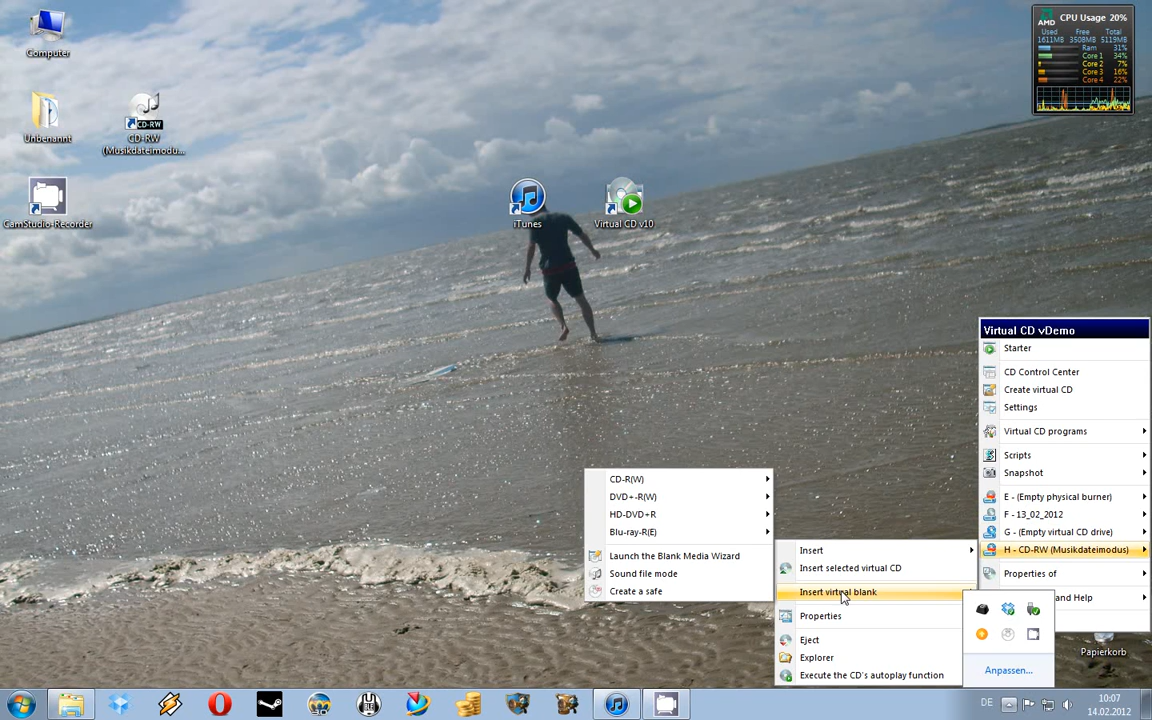 Computer
Unbenannt
CD-RW
CD-RW
(Musikdateimodu...
CamStudio-Recorder
iTunes
Virtual CD v10
AMD
CPU Usage 20%
Used Free Total
1611MB 3508MB 5119MB
Ram 31%
Core 1 34%
Core 2 7%
Core 3 16%
Core 4 22%
Virtual CD vDemo
Starter
CD Control Center
Create virtual CD
Settings
Virtual CD programs
Scripts
Snapshot
E - (Empty physical burner)
F - 13_02_2012
G - (Empty virtual CD drive)
H - CD-RW (Musikdateimodus)
Properties of
and Help
Insert
Insert selected virtual CD
Insert virtual blank
Properties
Eject
Explorer
Execute the CD's autoplay function
CD-R(W)
DVD+-R(W)
HD-DVD+R
Blu-ray-R(E)
Launch the Blank Media Wizard
Sound file mode
Create a safe
Anpassen...
Papierkorb
DE
10:07
14.02.2012